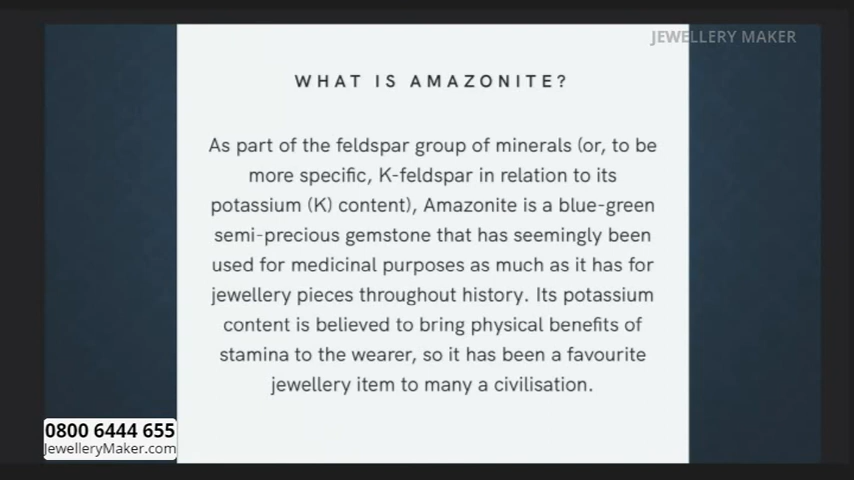 JEWELLERY MAKER
WHAT IS AMAZONITE?
As part of the feldspar group of minerals (or, to be
more specific, K-feldspar in relation to its
potassium (K) content), Amazonite is a blue-green
semi-precious gemstone that has seemingly been
used for medicinal purposes as much as it has for
jewellery pieces throughout history. Its potassium
content is believed to bring physical benefits of
stamina to the wearer, so it has been a favourite
jewellery item to many a civilisation.
0800 6444 655
JewelleryMaker.com